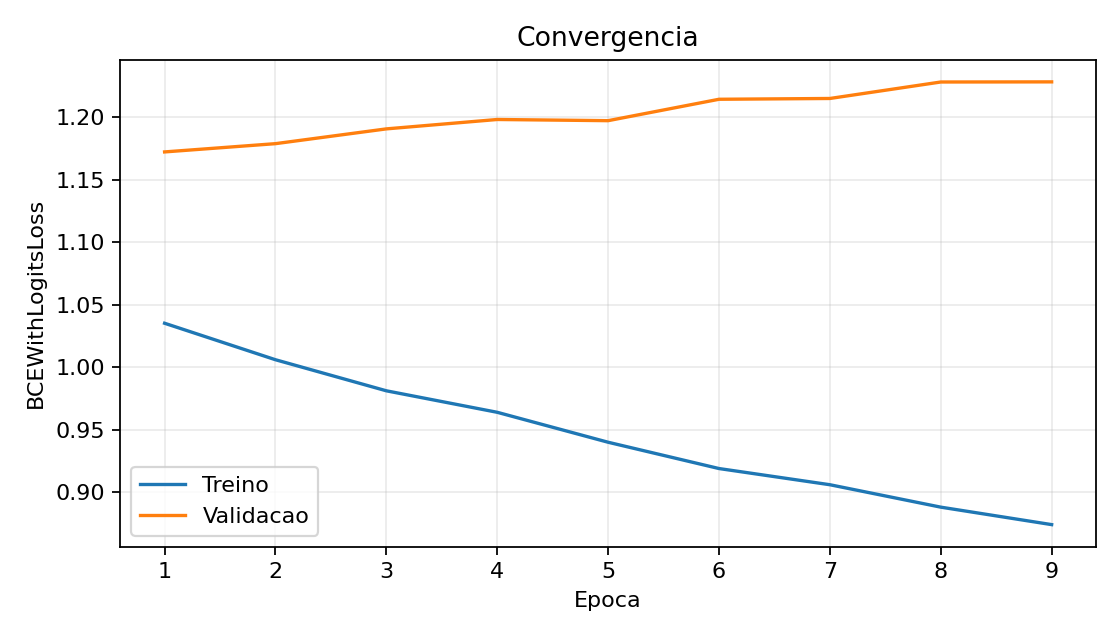 Convergencia
BCEWithLogitsLoss
1.20
1.15
1.10
1.05
1.00
0.95
0.90
Treino
Validacao
1 2 3 4 5 6 7 8 9
Epoca